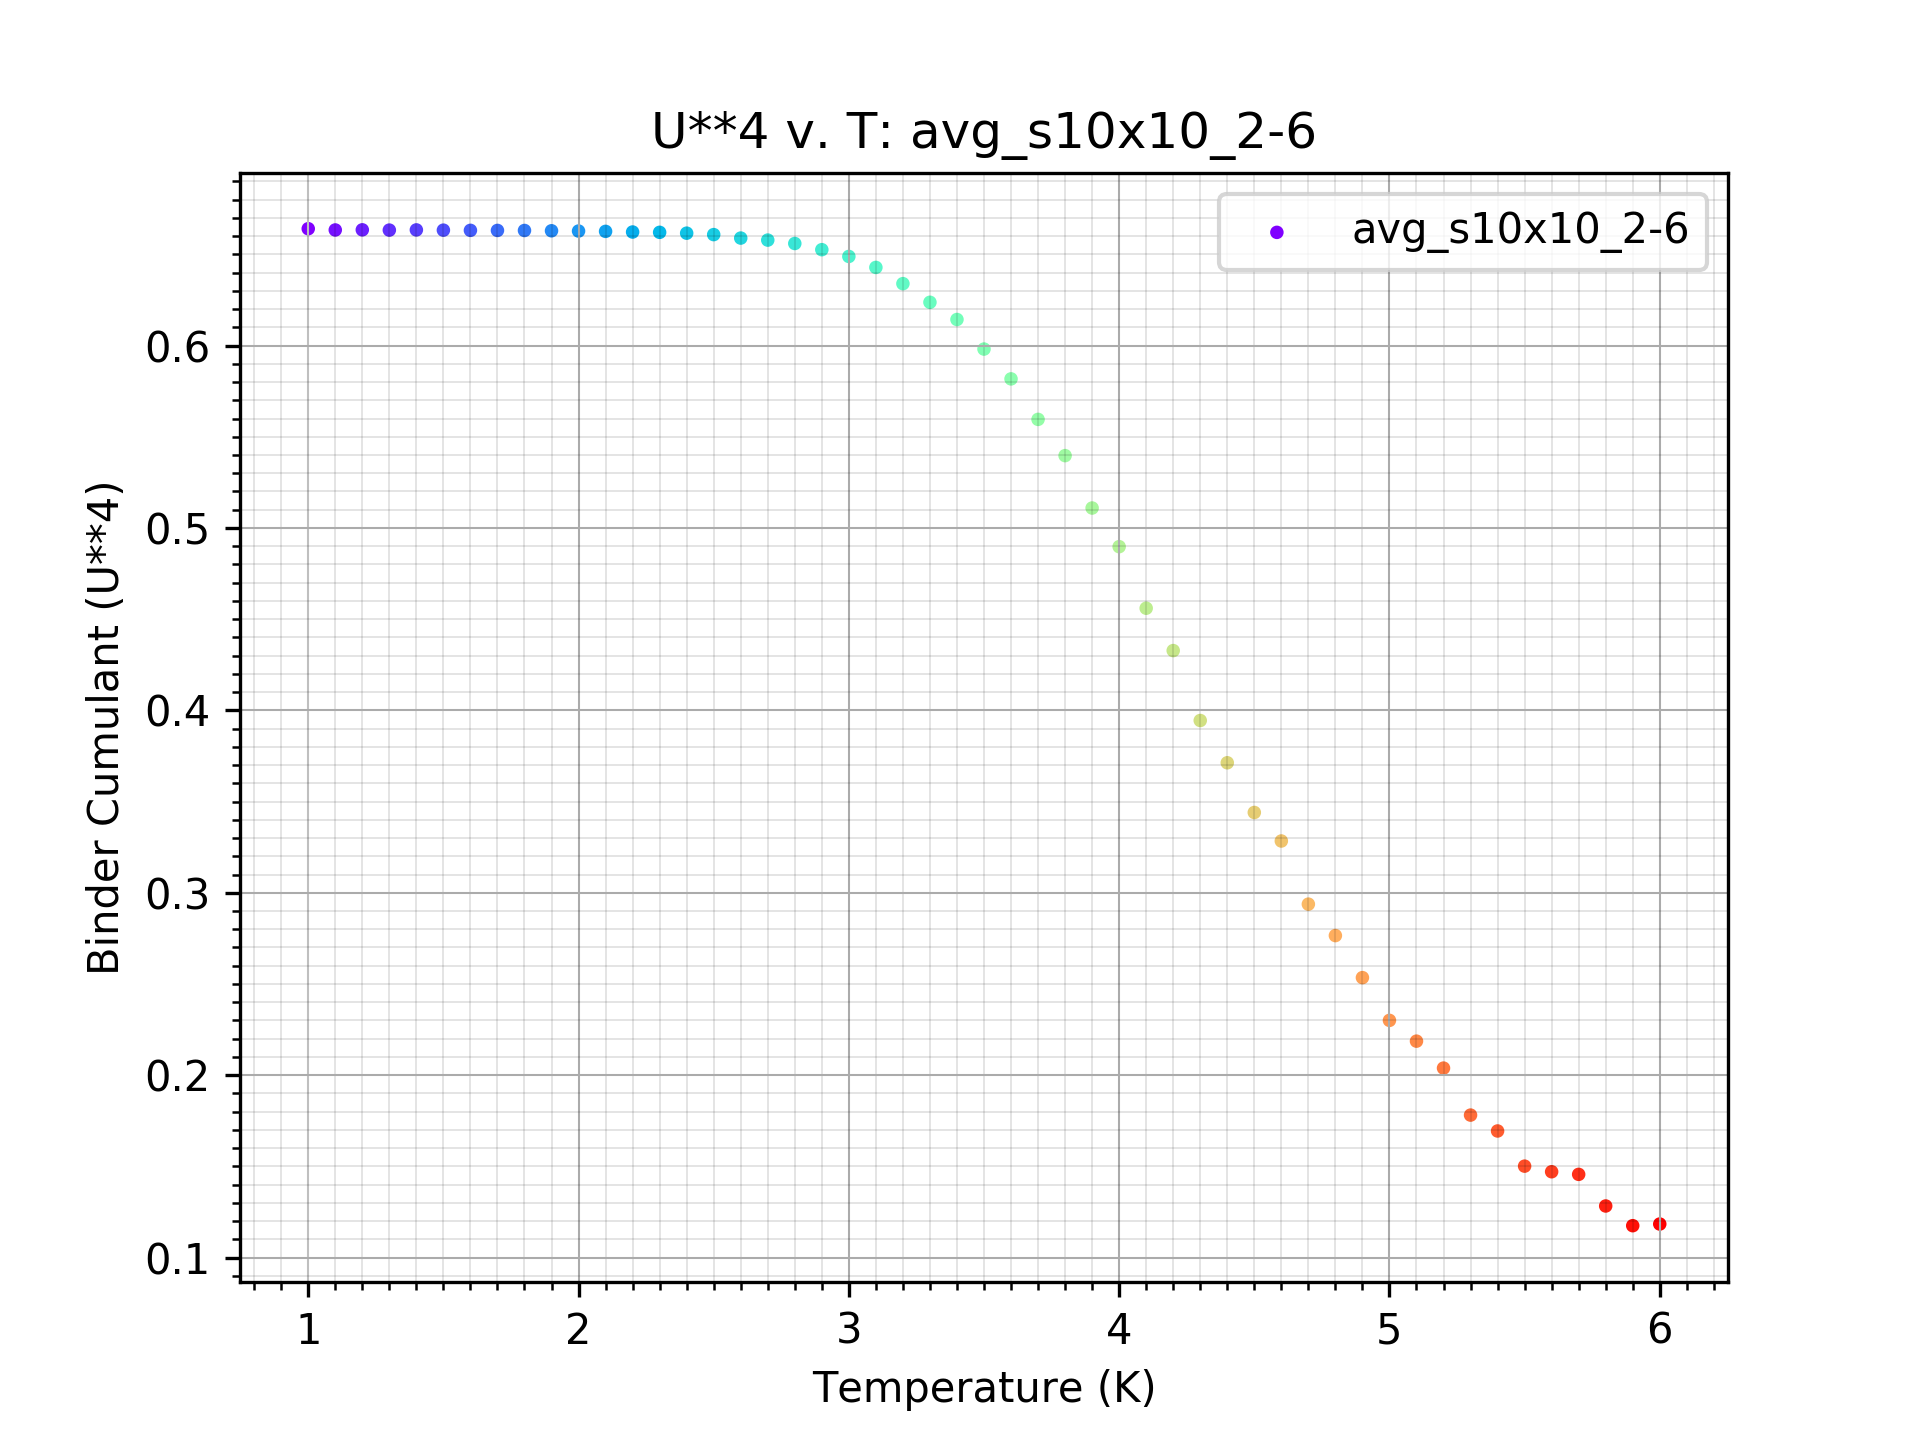 U**4 v. T: avg_s10x10_2-6
avg_s10x10_2-6
Binder Cumulant (U**4)
0.6
0.5
0.4
0.3
0.2
0.1
1 2 3 4 5 6
Temperature (K)